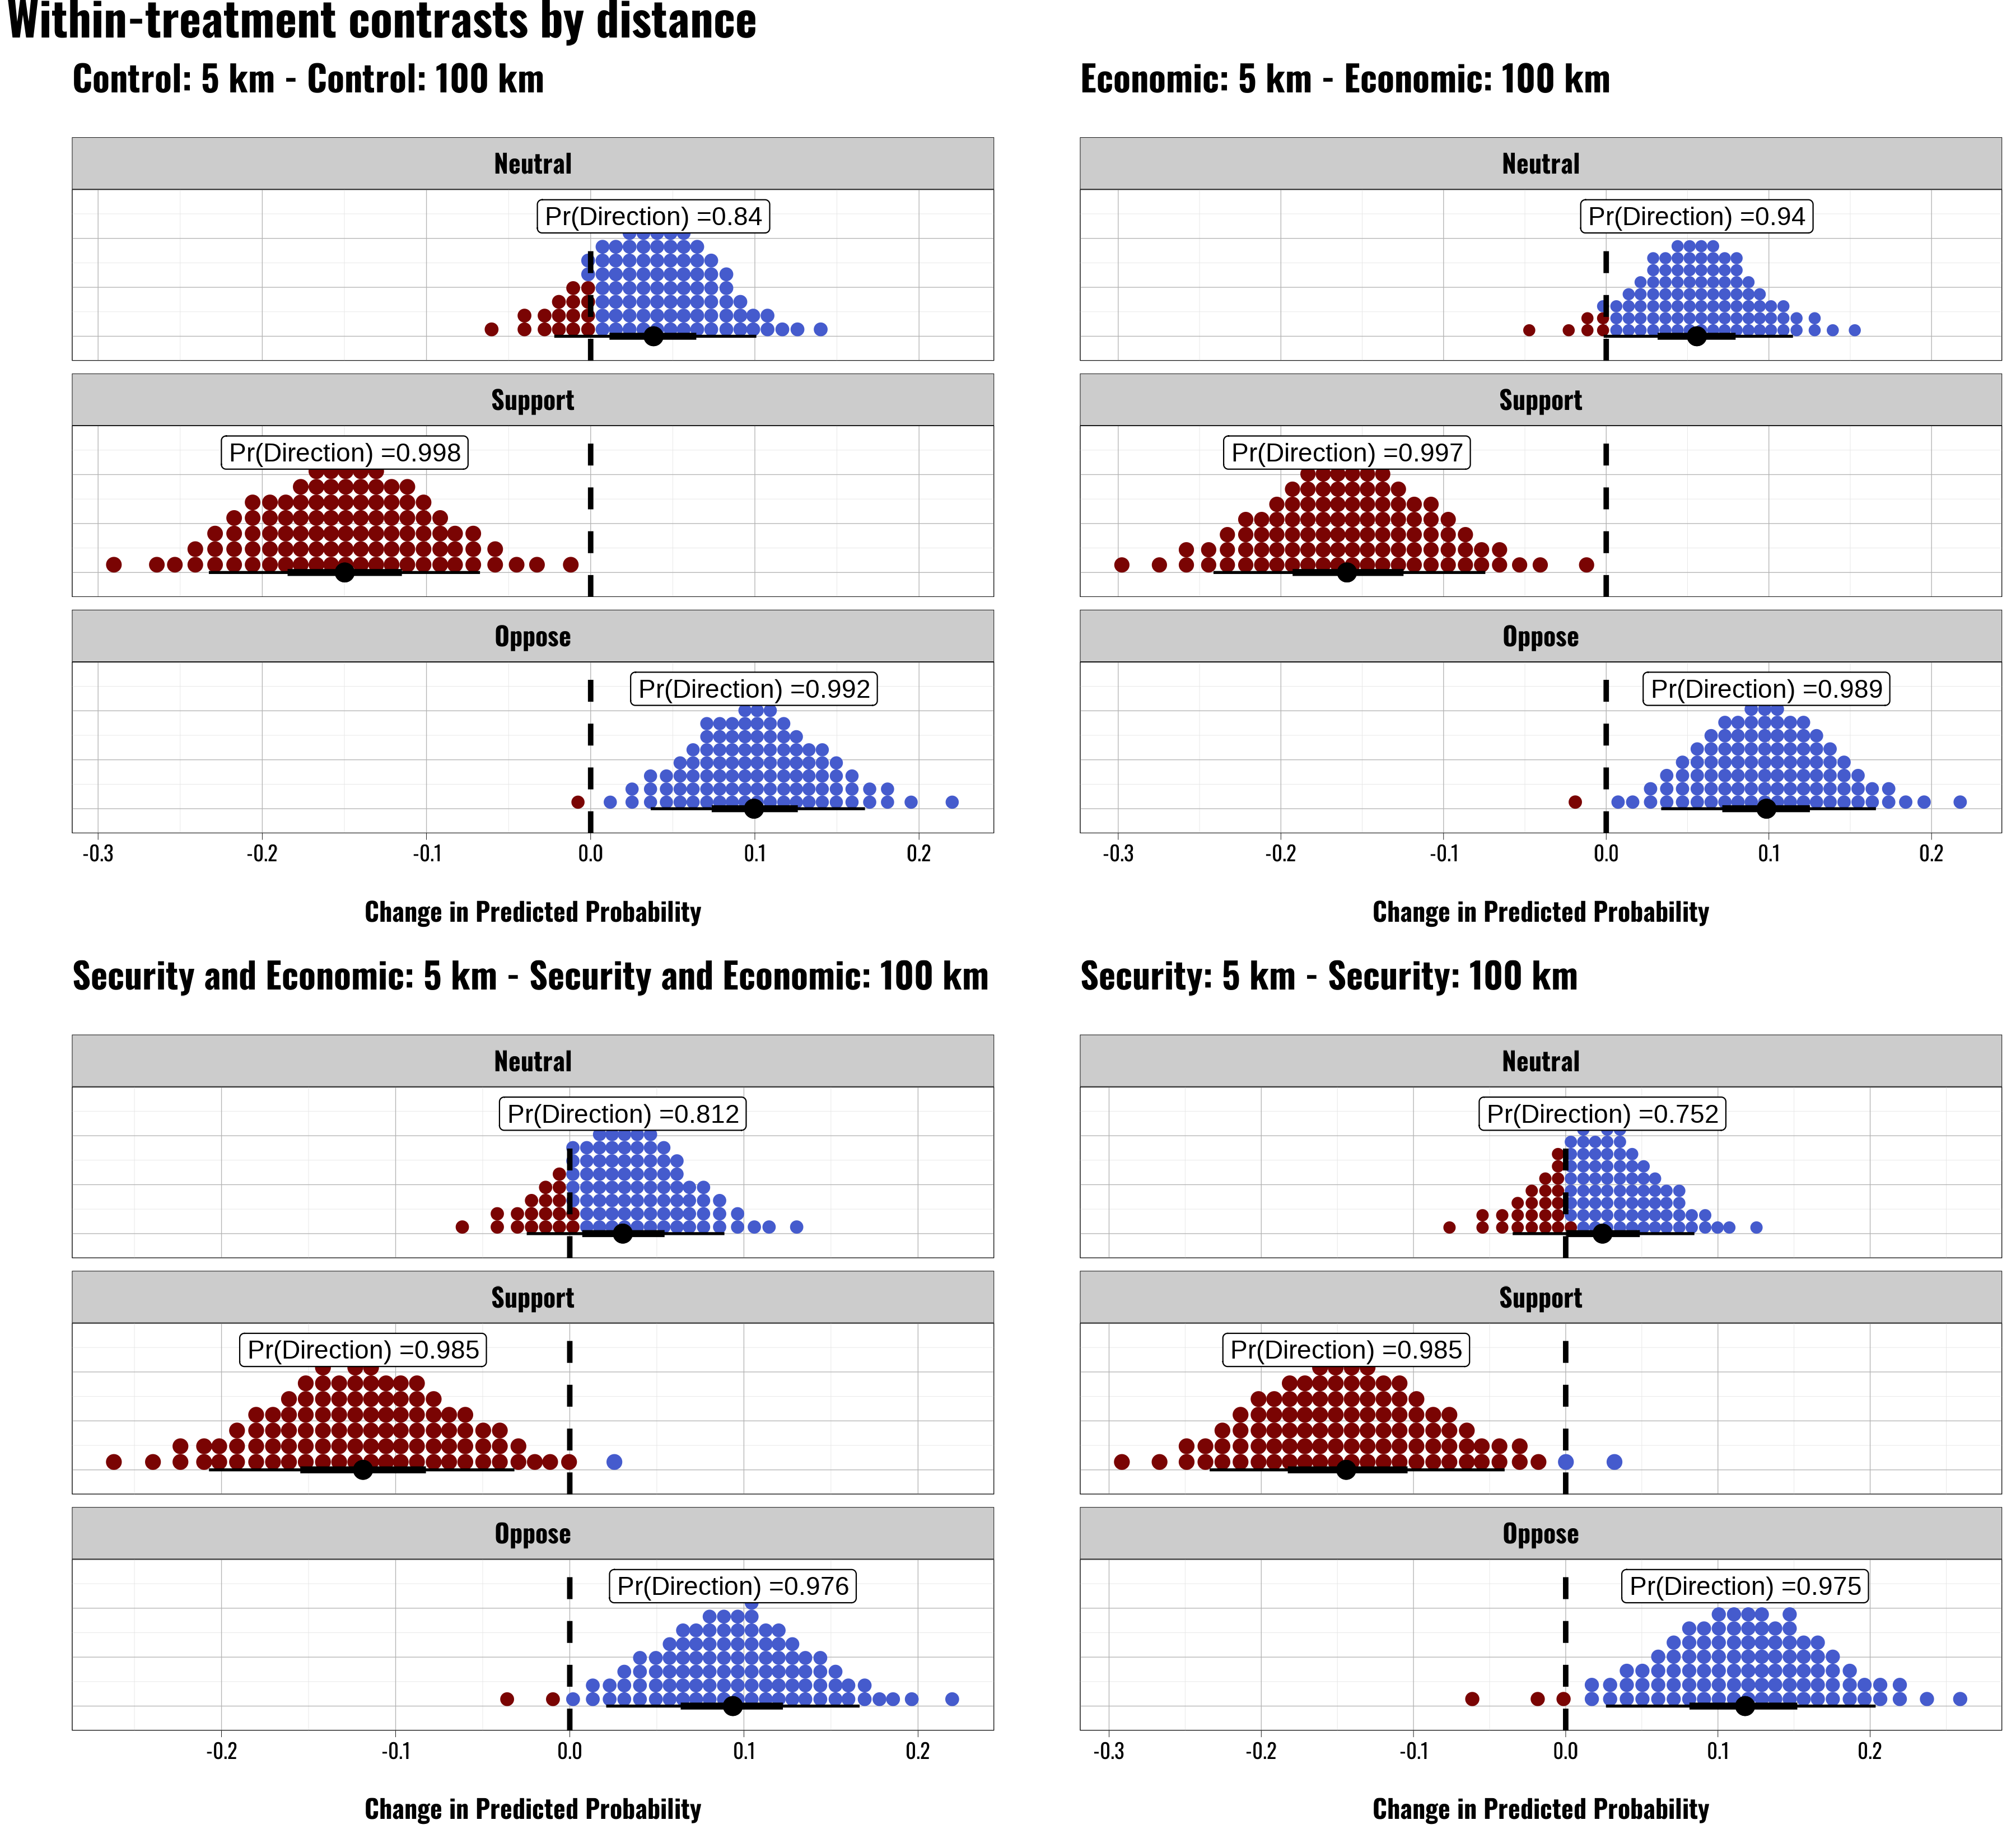 Within-treatment contrasts by distance
Control: 5 km - Control: 100 km
Neutral
Pr(Direction) =0.84
Support
Pr(Direction) =0.998
Oppose
Pr(Direction) =0.992
-0.3 -0.2 -0.1 0.0 0.1 0.2
Change in Predicted Probability
Economic: 5 km - Economic: 100 km
Neutral
Pr(Direction) =0.94
Support
Pr(Direction) =0.997
Oppose
Pr(Direction) =0.989
-0.3 -0.2 -0.1 0.0 0.1 0.2
Change in Predicted Probability
Security and Economic: 5 km - Security and Economic: 100 km
Neutral
Pr(Direction) =0.812
Support
Pr(Direction) =0.985
Oppose
Pr(Direction) =0.976
-0.2 -0.1 0.0 0.1 0.2
Change in Predicted Probability
Security: 5 km - Security: 100 km
Neutral
Pr(Direction) =0.752
Support
Pr(Direction) =0.985
Oppose
Pr(Direction) =0.975
-0.3 -0.2 -0.1 0.0 0.1 0.2
Change in Predicted Probability